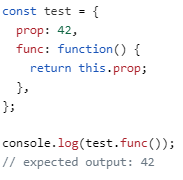 const test = {
  prop: 42,
  func: function() {
    return this.prop;
  },
};

console.log(test.func());
// expected output: 42